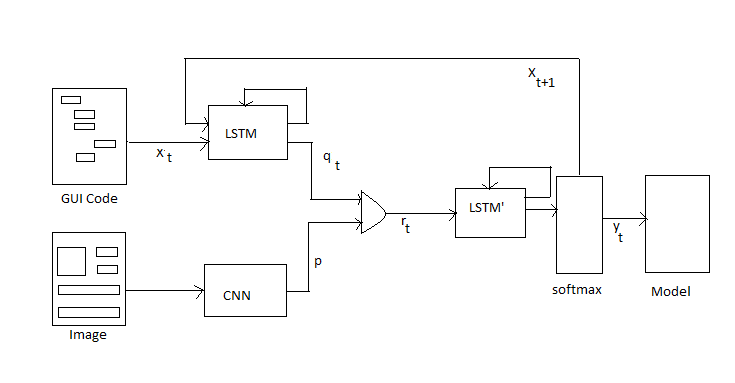 X t+1
LSTM
x t
q t
GUI Code
LSTM'
r t
y t
p
CNN
softmax
Model
Image